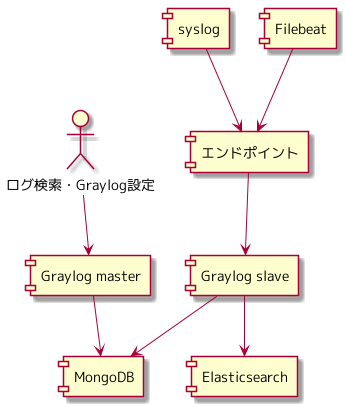 syslog
Filebeat
エンドポイント
ログ検索・Graylog設定
Graylog master
Graylog slave
MongoDB
Elasticsearch